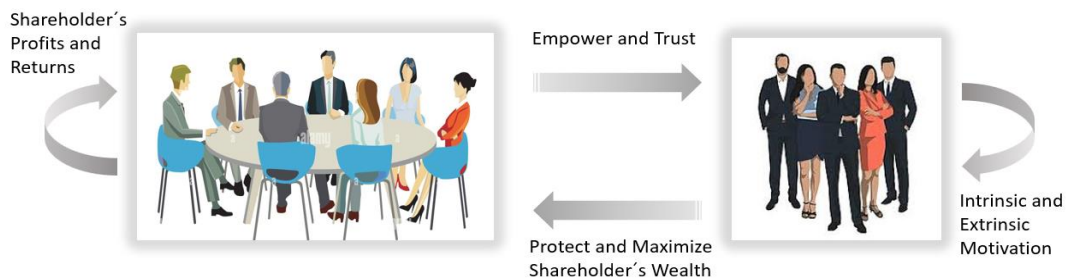 Shareholder´s
Profits and
Returns
Empower and Trust
Protect and Maximize
Shareholder´s Wealth
Intrinsic and
Extrinsic
Motivation